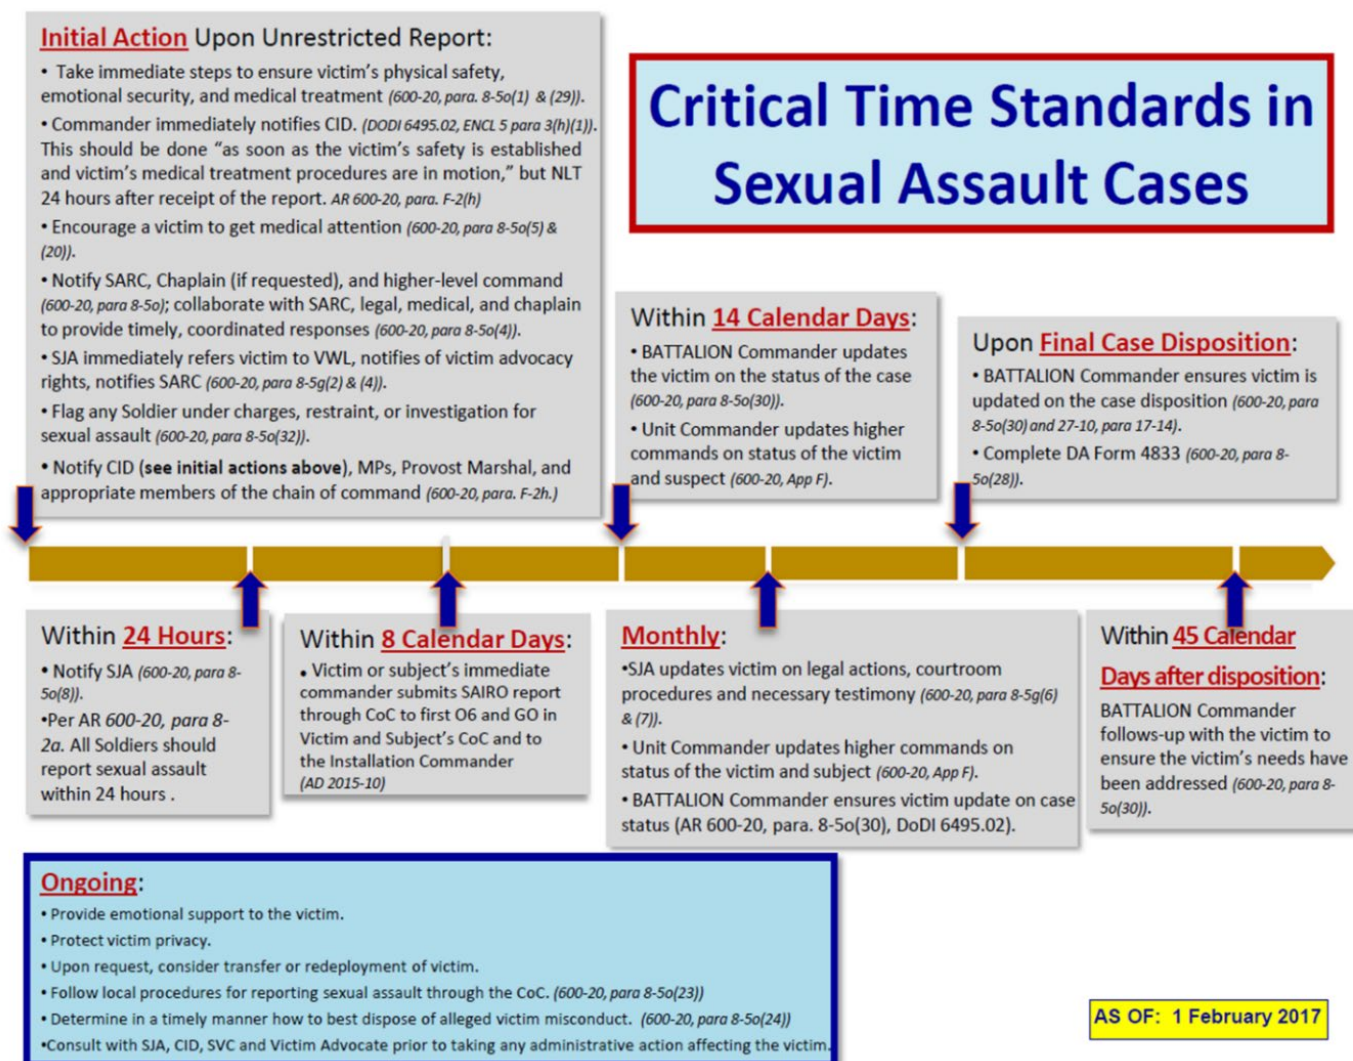 Initial Action Upon Unrestricted Report:
• Take immediate steps to ensure victim's physical safety,
emotional security, and medical treatment (600-20, para. 8-5o(1) & (29)).
• Commander immediately notifies CID. (DODI 6495.02, ENCL 5 para 3(h)(1)).
This should be done "as soon as the victim's safety is established
and victim's medical treatment procedures are in motion," but NLT
24 hours after receipt of the report. AR 600-20, para. F-2(h)
• Encourage a victim to get medical attention (600-20, para 8-5o(5) &
(20)).
• Notify SARC, Chaplain (if requested), and higher-level command
(600-20, para 8-5o); collaborate with SARC, legal, medical, and chaplain
to provide timely, coordinated responses (600-20, para 8-5o(4)).
• SJA immediately refers victim to VWL, notifies of victim advocacy
rights, notifies SARC (600-20, para 8-5g(2) & (4)).
• Flag any Soldier under charges, restraint, or investigation for
sexual assault (600-20, para 8-5o(32)).
• Notify CID (see initial actions above), MPs, Provost Marshal, and
appropriate members of the chain of command (600-20, para. F-2h.)
Critical Time Standards in
Sexual Assault Cases
Within 14 Calendar Days:
• BATTALION Commander updates
the victim on the status of the case
(600-20, para 8-5o(30)).
• Unit Commander updates higher
commands on status of the victim
and suspect (600-20, App F).
Upon Final Case Disposition:
• BATTALION Commander ensures victim is
updated on the case disposition (600-20, para
8-5o(30) and 27-10, para 17-14).
• Complete DA Form 4833 (600-20, para 8-
5o(28)).
Within 24 Hours:
• Notify SJA (600-20, para 8-
5o(8)).
•Per AR 600-20, para 8-
2a. All Soldiers should
report sexual assault
within 24 hours .
Within 8 Calendar Days:
• Victim or subject's immediate
commander submits SAIRO report
through CoC to first O6 and GO in
Victim and Subject's CoC and to
the Installation Commander
(AD 2015-10)
Monthly:
•SJA updates victim on legal actions, courtroom
procedures and necessary testimony (600-20, para 8-5g(6)
& (7)).
• Unit Commander updates higher commands on
status of the victim and subject (600-20, App F).
• BATTALION Commander ensures victim update on case
status (AR 600-20, para. 8-5o(30), DoDI 6495.02).
Within 45 Calendar
Days after disposition:
BATTALION Commander
follows-up with the victim to
ensure the victim's needs have
been addressed (600-20, para 8-
5o(30)).
Ongoing:
• Provide emotional support to the victim.
• Protect victim privacy.
• Upon request, consider transfer or redeployment of victim.
• Follow local procedures for reporting sexual assault through the CoC. (600-20, para 8-5o(23))
• Determine in a timely manner how to best dispose of alleged victim misconduct. (600-20, para 8-5o(24))
•Consult with SJA, CID, SVC and Victim Advocate prior to taking any administrative action affecting the victim.
AS OF: 1 February 2017